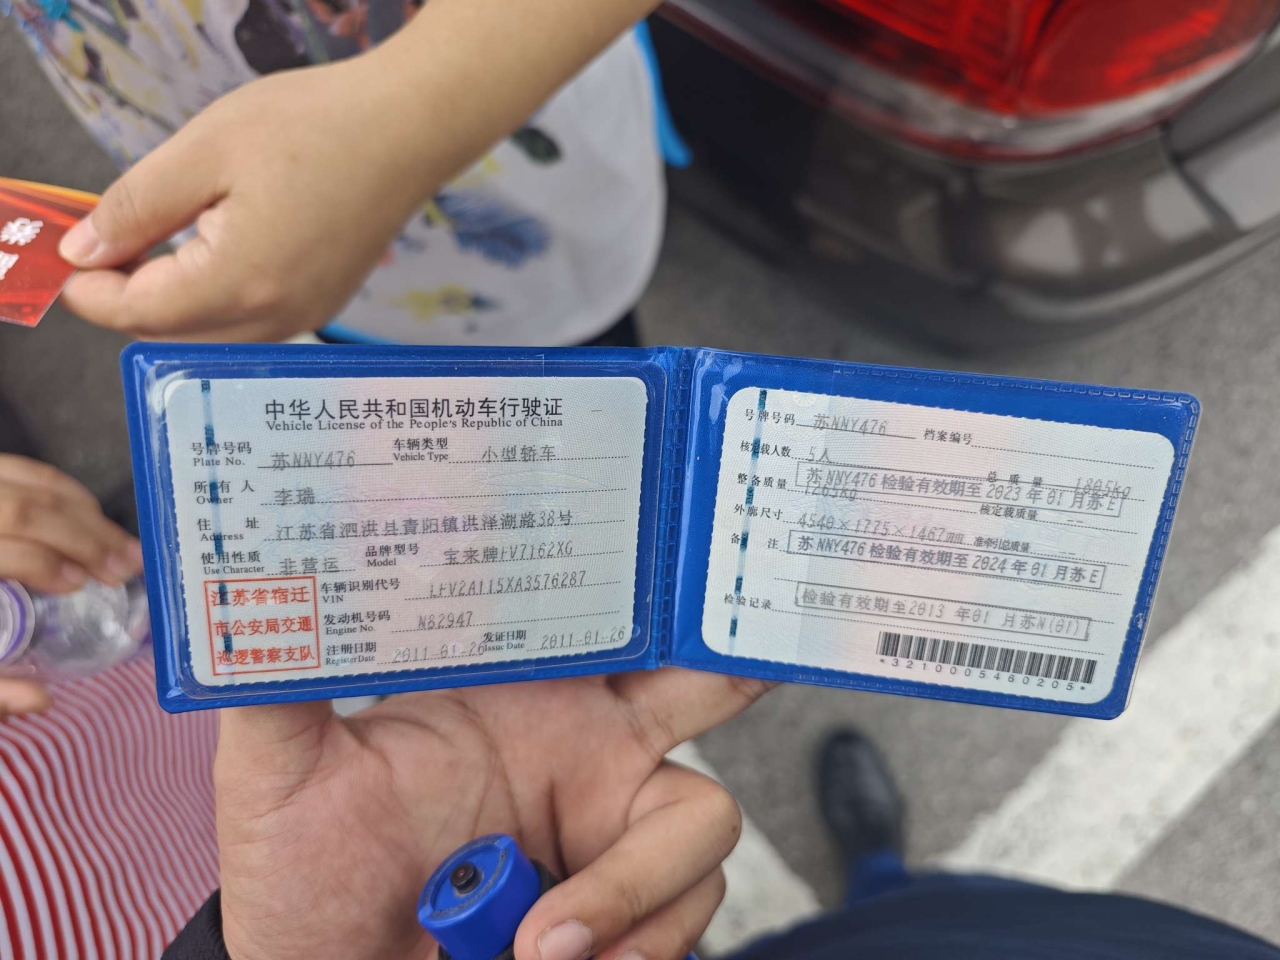 券
中华人民共和国机动车行驶证
Vehicle License of the People's Republic of China
号牌号码 Plate No. 苏NNY476 车辆类型 Vehicle Type 小型轿车
所有人 Owner 李瑞
住址 Address 江苏省泗洪县青阳镇洪泽湖路38号
使用性质 Use Character 非营运 品牌型号 Model 宝来牌FV7162XG
江苏省宿迁
市公安局交通
巡逻警察支队
车辆识别代号 VIN LFV2A115XA3576287
发动机号码 Engine No. N62947
注册日期 Register Date 2011-01-26 发证日期 Issue Date 2011-01-26
号牌号码 苏NNY476 档案编号
核定载人数 5人 总质量 1805kg
整备质量 1265kg 核定载质量 --
苏NNY476 检验有效期至 2023年01月苏E
外廓尺寸 4540×1775×1467mm 准牵引总质量 --
备注 苏NNY476 检验有效期至 2024年01月苏E
检验记录 检验有效期至2013年01月苏N(01)
*3210005460205*